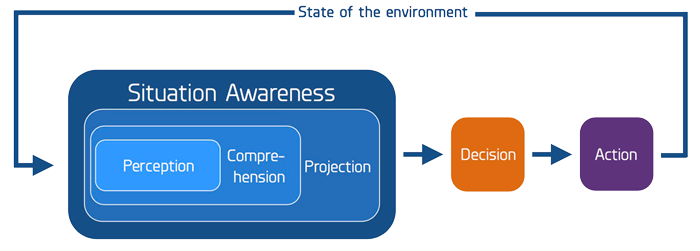 State of the environment
Situation Awareness
Perception
Compre-
hension
Projection
Decision
Action